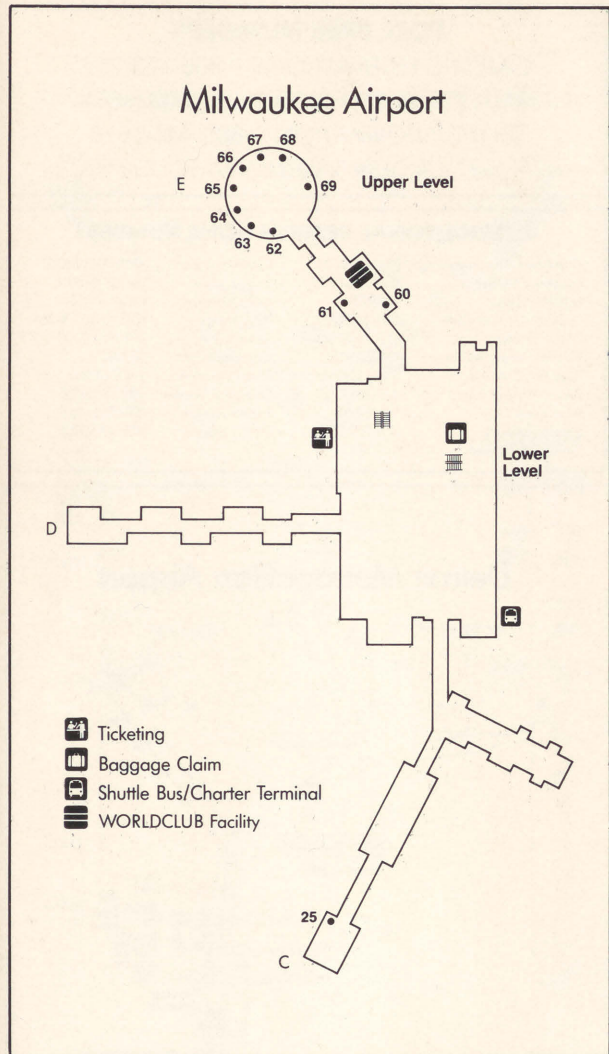 Milwaukee Airport
67 68
66
E 65 69 Upper Level
64
63 62
61 60
Lower
Level
D
Ticketing
Baggage Claim
Shuttle Bus/Charter Terminal
WORLDCLUB Facility
25
C